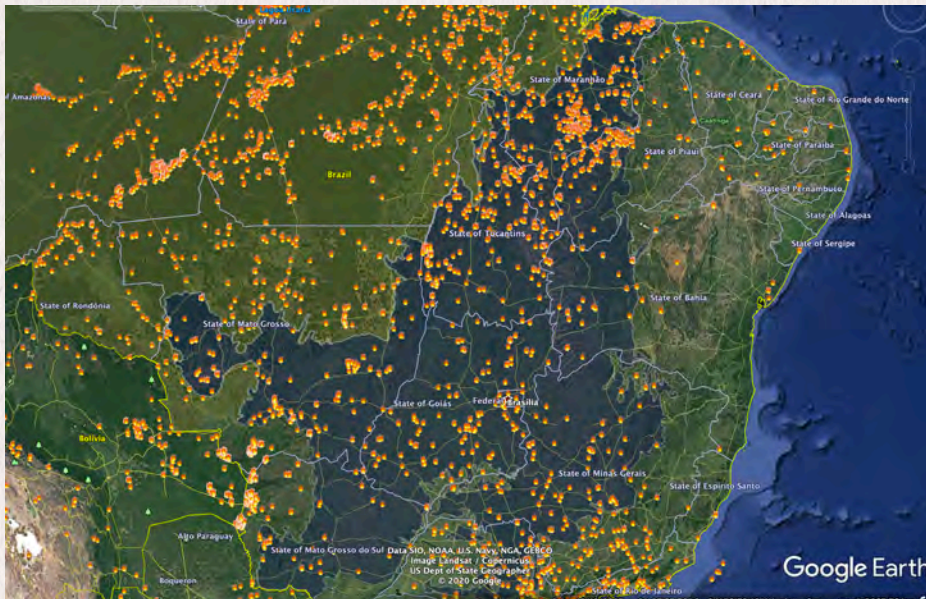 State of Pará
of Amazonas
State of Maranhão
State of Ceará
State of Rio Grande do Norte
Caatinga
State of Paraíba
State of Piauí
Brazil
State of Pernambuco
State of Alagoas
State of Tocantins
State of Sergipe
State of Rondônia
State of Bahia
State of Mato Grosso
State of Goiás
Federal
Brasília
Bolivia
State of Minas Gerais
State of Espírito Santo
Alto Paraguay
State of Mato Grosso do Sul
Data SIO, NOAA, U.S. Navy, NGA, GEBCO
Image Landsat / Copernicus
US Dept of State Geographer
© 2020 Google
Boqueron
State of Rio de Janeiro
Google Earth